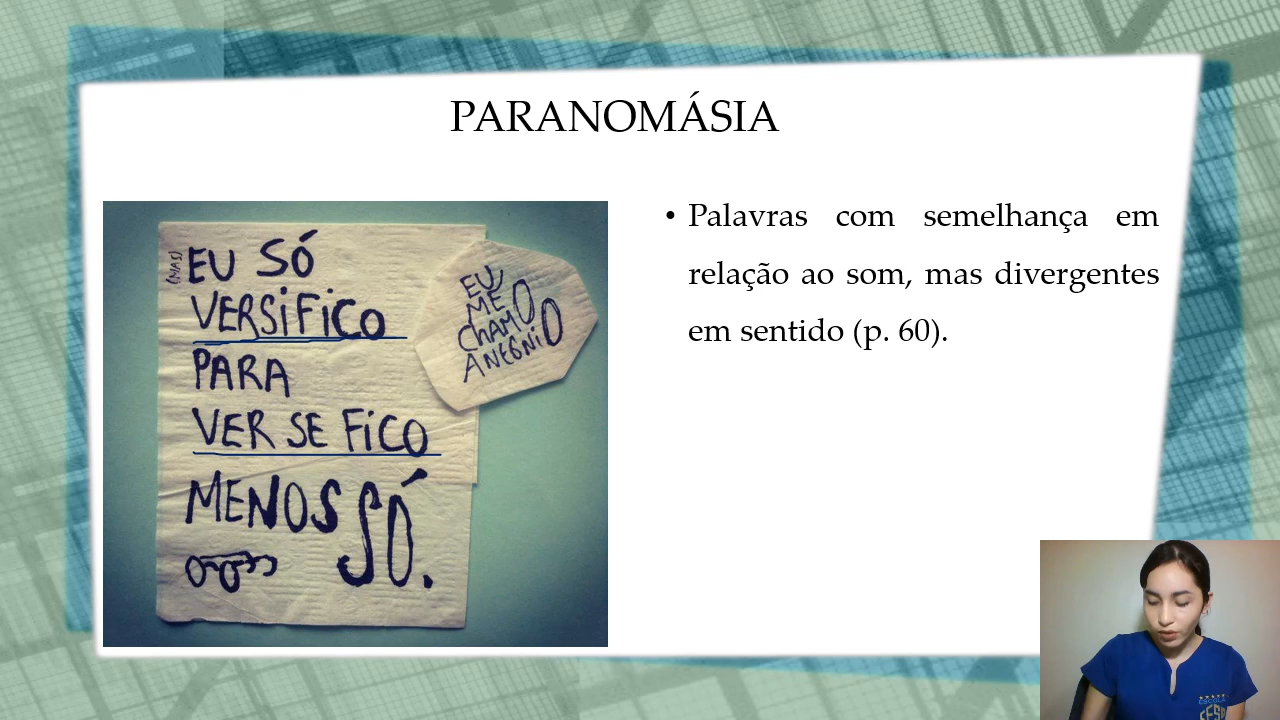 PARANOMÁSIA
(MAS)
EU SÓ
VERSIFICO
PARA
VER SE FICO
MENOS SÓ.
EU
ME
CHAMO
ANTÔNIO
• Palavras com semelhança em
relação ao som, mas divergentes
em sentido (p. 60).
ESCOLA